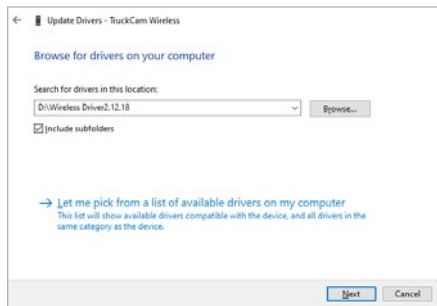 Update Drivers - TruckCam Wireless
Browse for drivers on your computer
Search for drivers in this location:
D:\Wireless Driver2.12.18
Browse...
Include subfolders
Let me pick from a list of available drivers on my computer
This list will show available drivers compatible with the device, and all drivers in the
same category as the device.
Next
Cancel